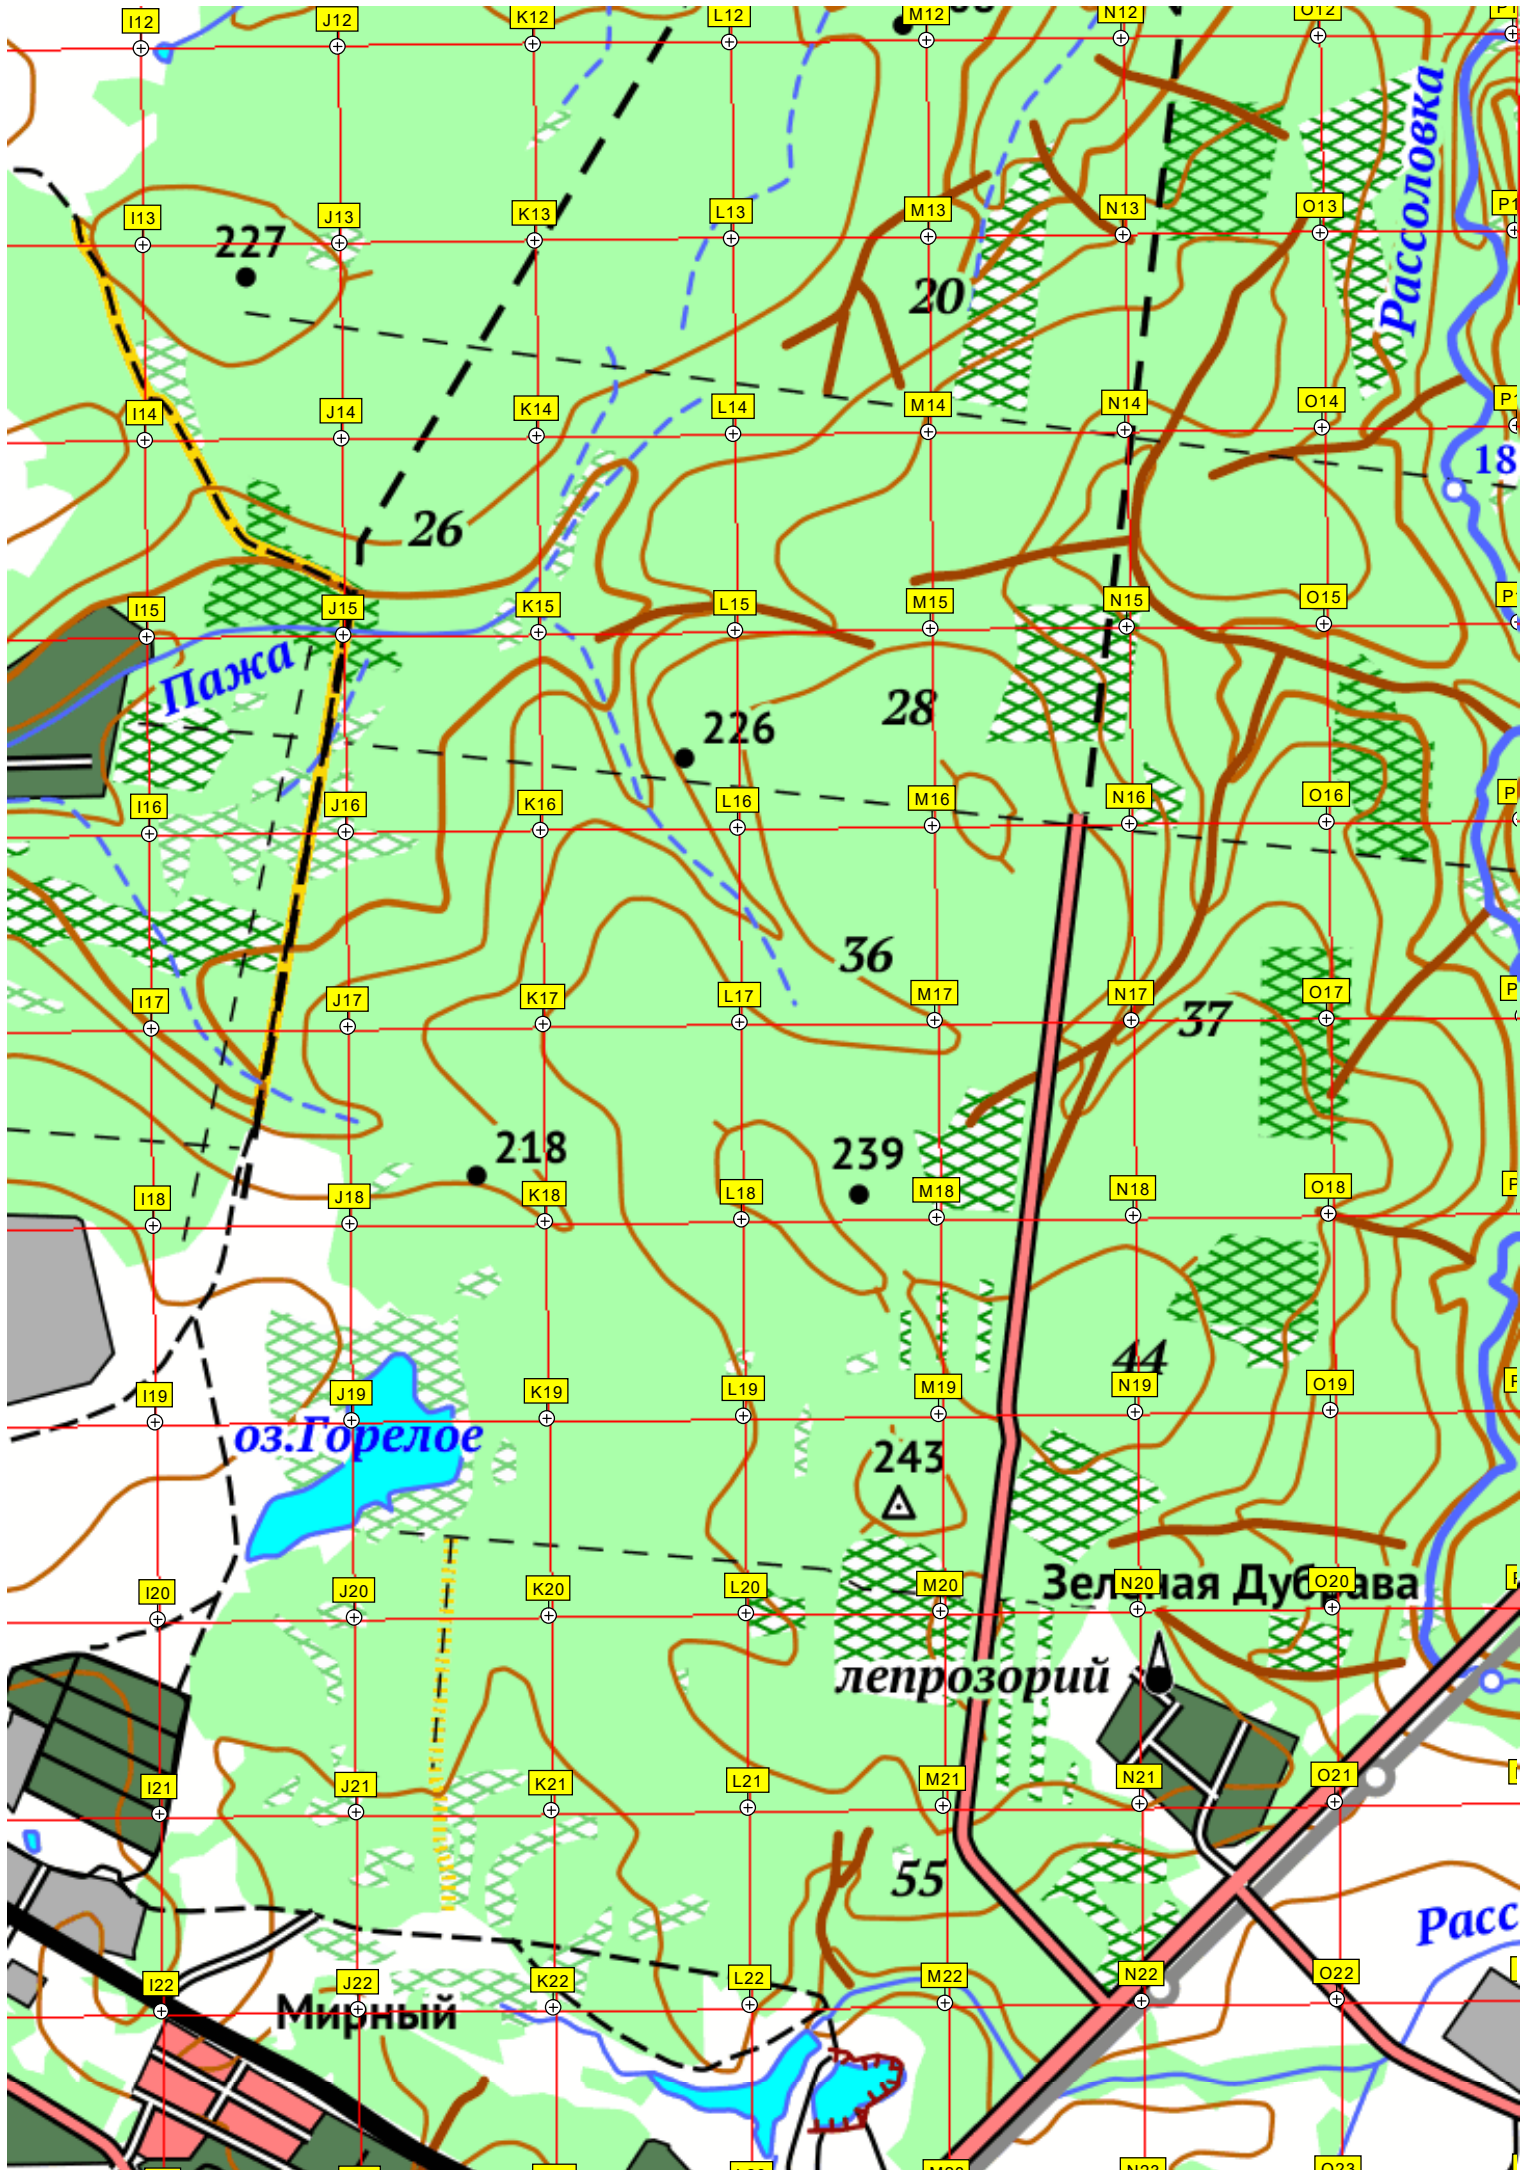 I12 J12 K12 L12 M12 N12 O12
Рассоловка
I13 J13 K13 L13 M13 N13 O13
227
20
I14 J14 K14 L14 M14 N14 O14
18
26
I15 J15 K15 L15 M15 N15 O15
Пажа
28
226
I16 J16 K16 L16 M16 N16 O16
36
I17 J17 K17 L17 M17 N17 O17
37
218
239
I18 J18 K18 L18 M18 N18 O18
44
I19 J19 K19 L19 M19 N19 O19
оз.Горелое
243
I20 J20 K20 L20 M20 N20 O20
Зеленая Дубрава
лепрозорий
I21 J21 K21 L21 M21 N21 O21
55
Расс
I22 J22 K22 L22 M22 N22 O22
Мирный
N23 O23